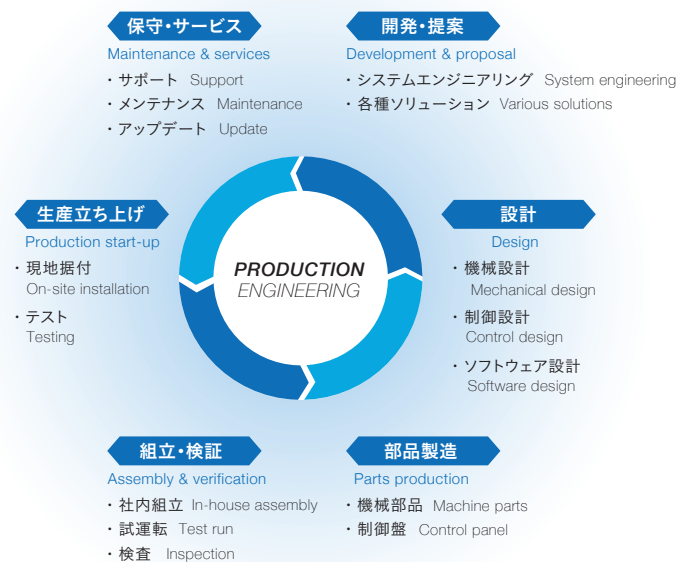 保守・サービス
Maintenance & services
・サポート Support
・メンテナンス Maintenance
・アップデート Update
開発・提案
Development & proposal
・システムエンジニアリング System engineering
・各種ソリューション Various solutions
生産立ち上げ
Production start-up
・現地据付
On-site installation
・テスト
Testing
PRODUCTION
ENGINEERING
設計
Design
・機械設計
Mechanical design
・制御設計
Control design
・ソフトウェア設計
Software design
組立・検証
Assembly & verification
・社内組立 In-house assembly
・試運転 Test run
・検査 Inspection
部品製造
Parts production
・機械部品 Machine parts
・制御盤 Control panel